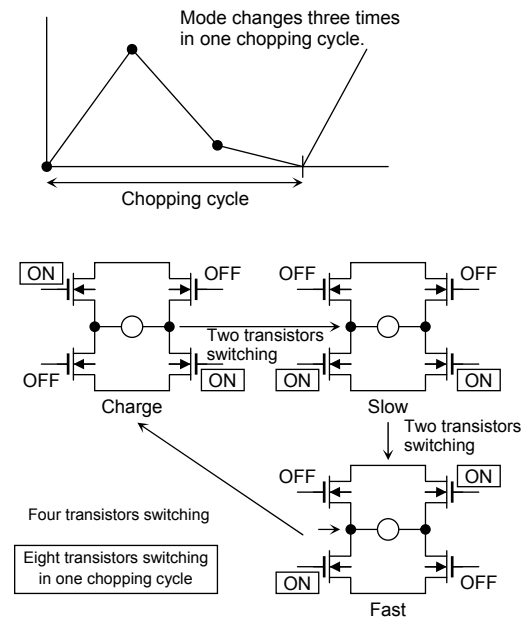 Mode changes three times
in one chopping cycle.
Chopping cycle
ON
OFF
OFF
ON
Charge
Two transistors
switching
OFF
OFF
ON
ON
Slow
Two transistors
switching
OFF
ON
ON
OFF
Fast
Four transistors switching
Eight transistors switching
in one chopping cycle